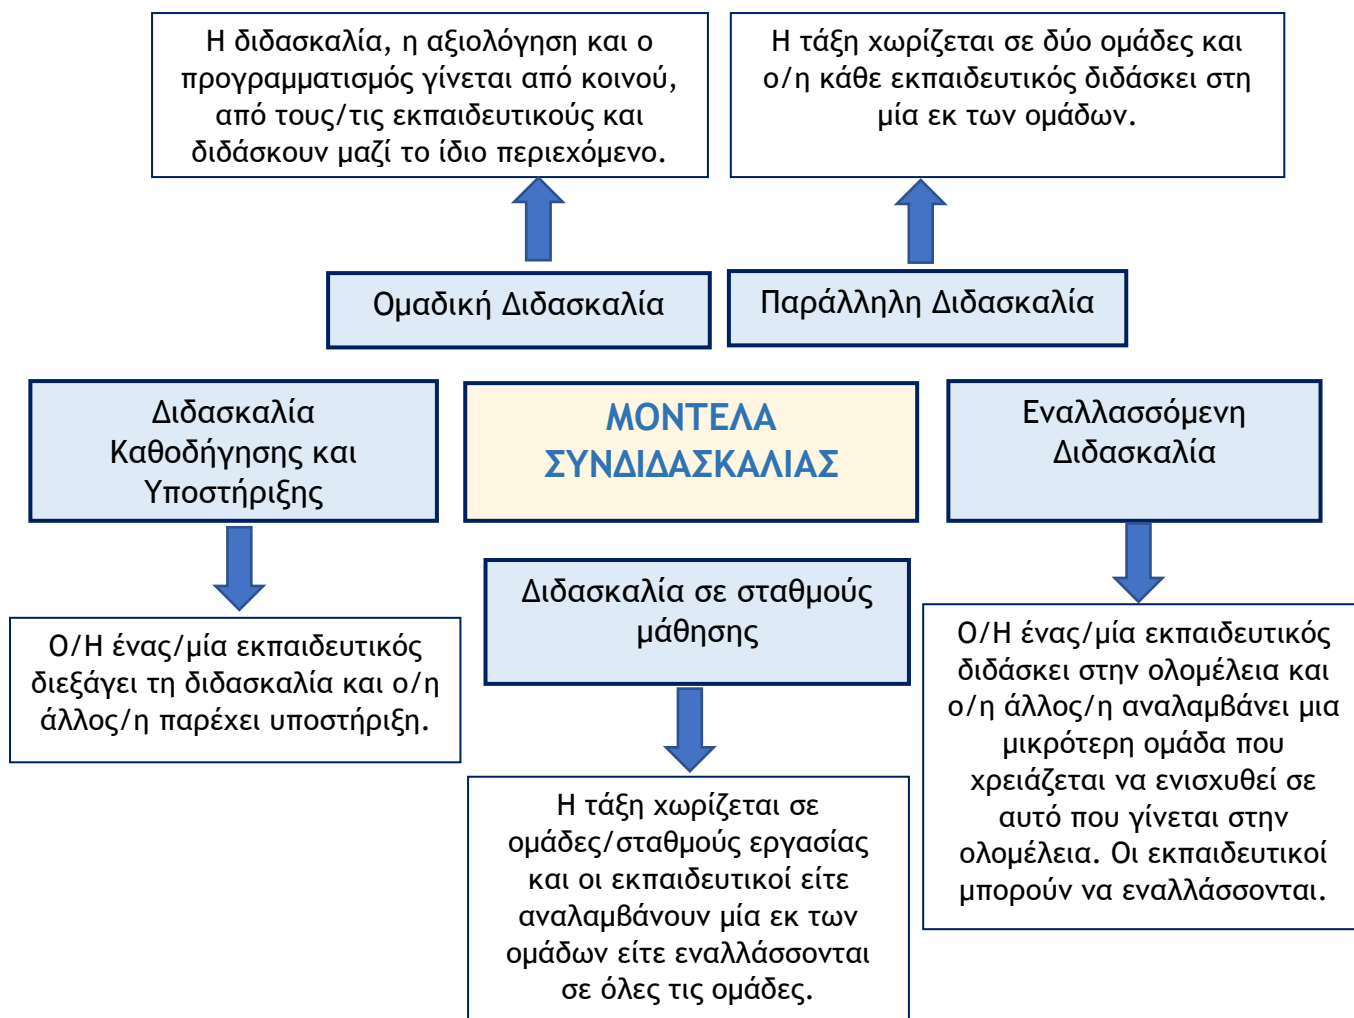 Η διδασκαλία, η αξιολόγηση και ο
προγραμματισμός γίνεται από κοινού,
από τους/τις εκπαιδευτικούς και
διδάσκουν μαζί το ίδιο περιεχόμενο.
Η τάξη χωρίζεται σε δύο ομάδες και
ο/η κάθε εκπαιδευτικός διδάσκει στη
μία εκ των ομάδων.
Ομαδική Διδασκαλία
Παράλληλη Διδασκαλία
Διδασκαλία
Καθοδήγησης και
Υποστήριξης
ΜΟΝΤΕΛΑ
ΣΥΝΔΙΔΑΣΚΑΛΙΑΣ
Εναλλασσόμενη
Διδασκαλία
Διδασκαλία σε σταθμούς
μάθησης
Ο/Η ένας/μία εκπαιδευτικός
διεξάγει τη διδασκαλία και ο/η
άλλος/η παρέχει υποστήριξη.
Η τάξη χωρίζεται σε
ομάδες/σταθμούς εργασίας
και οι εκπαιδευτικοί είτε
αναλαμβάνουν μία εκ των
ομάδων είτε εναλλάσσονται
σε όλες τις ομάδες.
Ο/Η ένας/μία εκπαιδευτικός
διδάσκει στην ολομέλεια και
ο/η άλλος/η αναλαμβάνει μια
μικρότερη ομάδα που
χρειάζεται να ενισχυθεί σε
αυτό που γίνεται στην
ολομέλεια. Οι εκπαιδευτικοί
μπορούν να εναλλάσσονται.